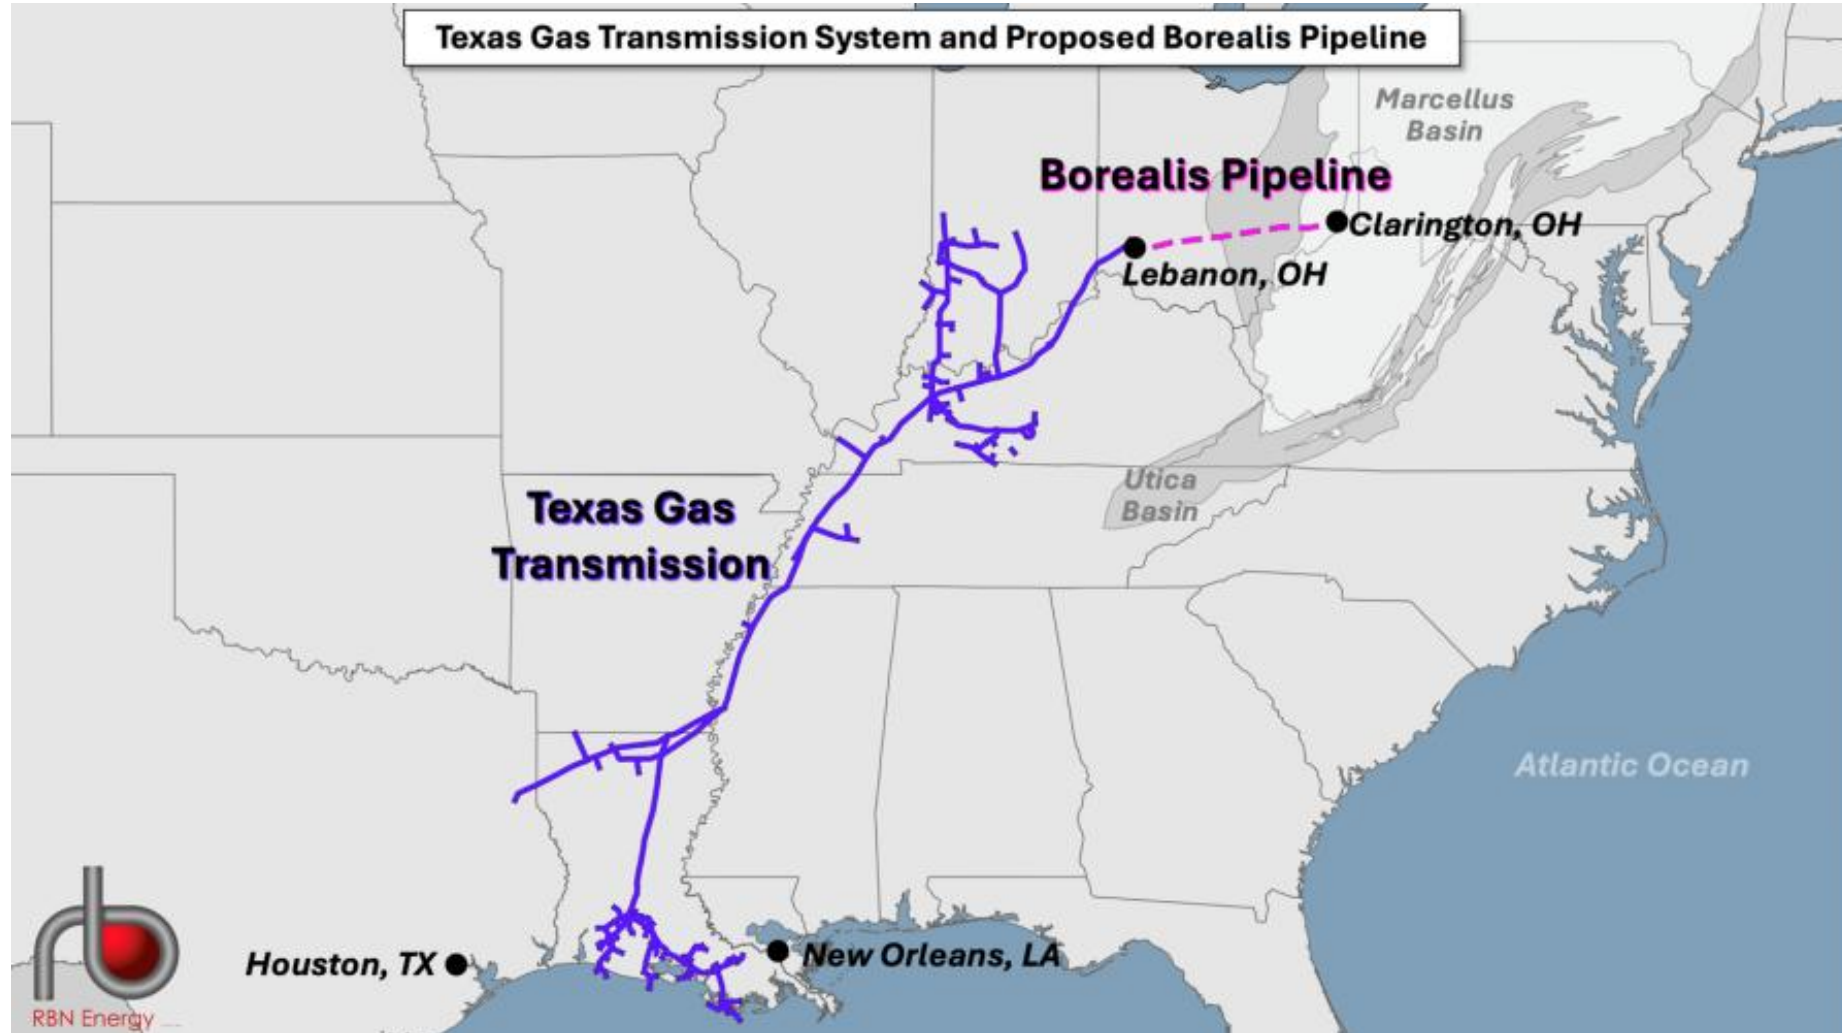 Texas Gas Transmission System and Proposed Borealis Pipeline
Marcellus
Basin
Borealis Pipeline
Clarington, OH
Lebanon, OH
Utica
Basin
Texas Gas
Transmission
Atlantic Ocean
Houston, TX
New Orleans, LA
RBN Energy